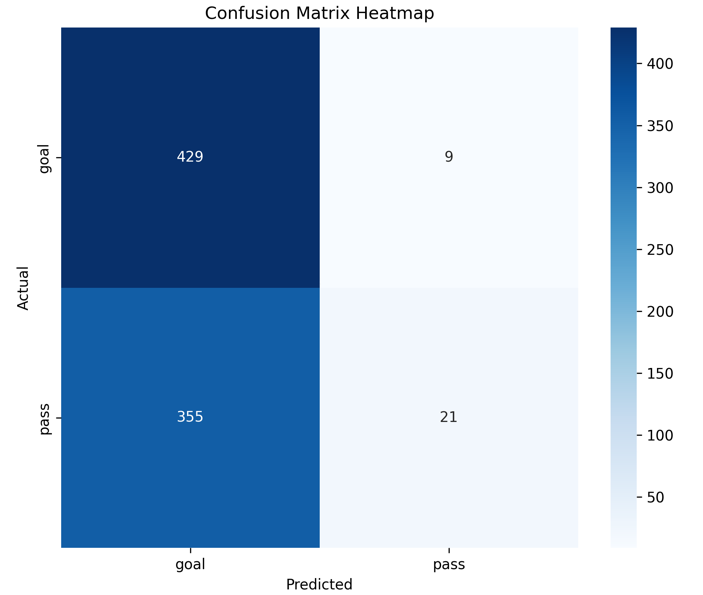 Confusion Matrix Heatmap
goal
429
9
pass
355
21
Actual
goal
pass
Predicted
400
350
300
250
200
150
100
50